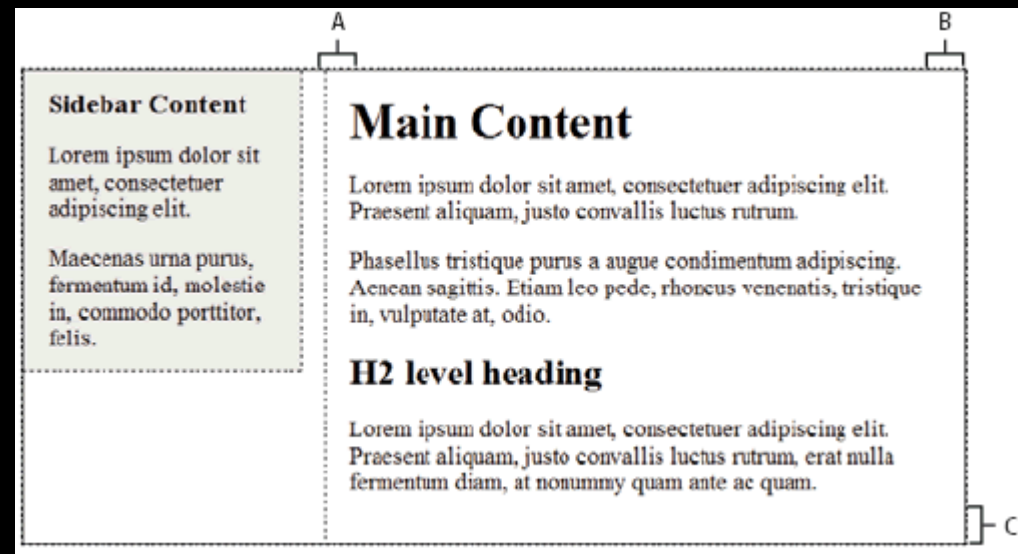 A
B
Sidebar Content
Lorem ipsum dolor sit
amet, consectetuer
adipiscing elit.
Maecenas urna purus,
fermentum id, molestie
in, commodo porttitor,
felis.
Main Content
Lorem ipsum dolor sit amet, consectetuer adipiscing elit.
Praesent aliquam, justo convallis luctus rutrum.
Phasellus tristique purus a augue condimentum adipiscing.
Aenean sagittis. Etiam leo pede, rhoncus venenatis, tristique
in, vulputate at, odio.
H2 level heading
Lorem ipsum dolor sit amet, consectetuer adipiscing elit.
Praesent aliquam, justo convallis luctus rutrum, erat nulla
fermentum diam, at nonummy quam ante ac quam.
C